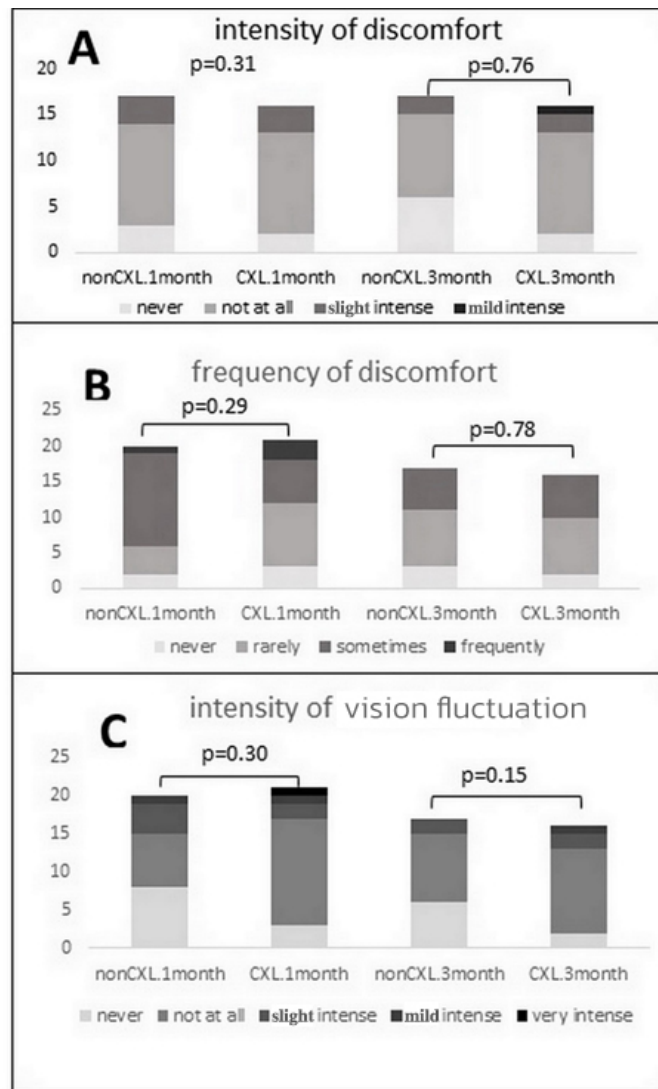 A
intensity of discomfort
20
p=0.31
p=0.76
15
10
5
0
nonCXL.1month CXL.1month nonCXL.3month CXL.3month
never not at all slight intense mild intense
B
frequency of discomfort
25
p=0.29
20
p=0.78
15
10
5
0
nonCXL.1month CXL.1month nonCXL.3month CXL.3month
never rarely sometimes frequently
C
intensity of vision fluctuation
25
p=0.30
p=0.15
20
15
10
5
0
nonCXL.1month CXL.1month nonCXL.3month CXL.3month
never not at all slight intense mild intense very intense